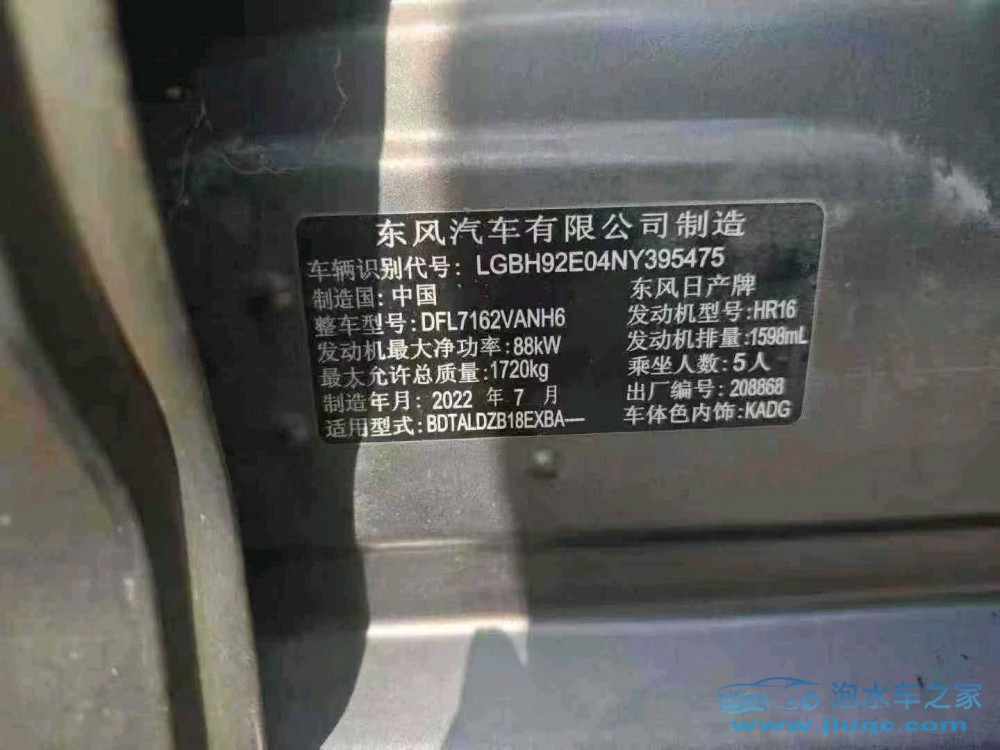 东风汽车有限公司制造
车辆识别代号: LGBH92E04NY395475
制造国: 中国 东风日产牌
整车型号: DFL7162VANH6 发动机型号: HR16
发动机最大净功率: 88kW 发动机排量: 1598mL
最大允许总质量: 1720kg 乘坐人数: 5人
制造年月: 2022 年 7 月 出厂编号: 208868
适用型式: BDTALDZB18EXBA— 车体色内饰: KADG
泡水车之家
www.jluqc.com